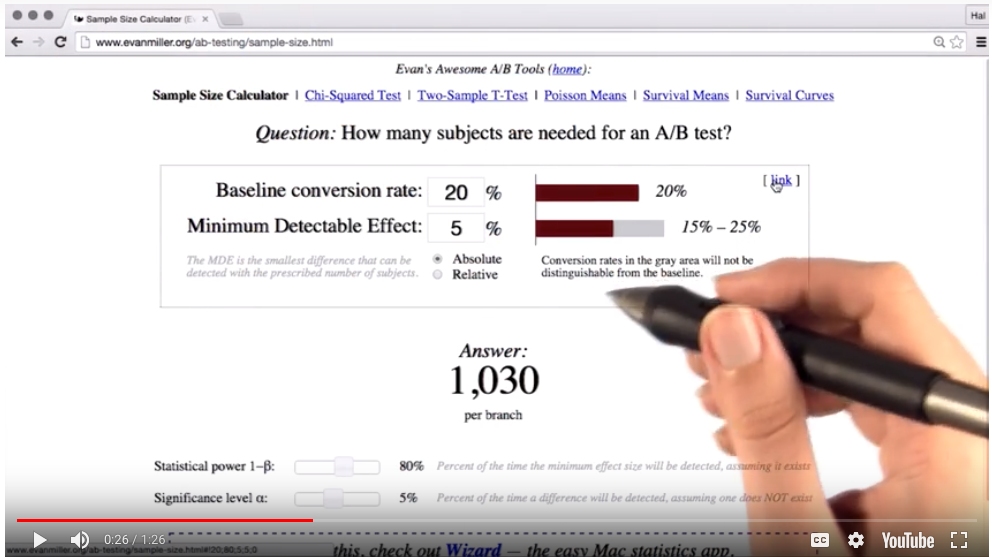 Sample Size Calculator (Ev
Hal
www.evanmiller.org/ab-testing/sample-size.html
Evan's Awesome A/B Tools (home):
Sample Size Calculator | Chi-Squared Test | Two-Sample T-Test | Poisson Means | Survival Means | Survival Curves
Question: How many subjects are needed for an A/B test?
[ link ]
Baseline conversion rate: 20 % 20%
Minimum Detectable Effect: 5 % 15% – 25%
The MDE is the smallest difference that can be
detected with the prescribed number of subjects.
Absolute
Relative
Conversion rates in the gray area will not be
distinguishable from the baseline.
Answer:
1,030
per branch
Statistical power 1−β: 80% Percent of the time the minimum effect size will be detected, assuming it exists
Significance level α: 5% Percent of the time a difference will be detected, assuming one does NOT exist
0:26 / 1:26
CC
YouTube
www.evanmiller.org/ab-testing/sample-size.html#!20;80;5;5;0
this, check out Wizard — the easy Mac statistics app.